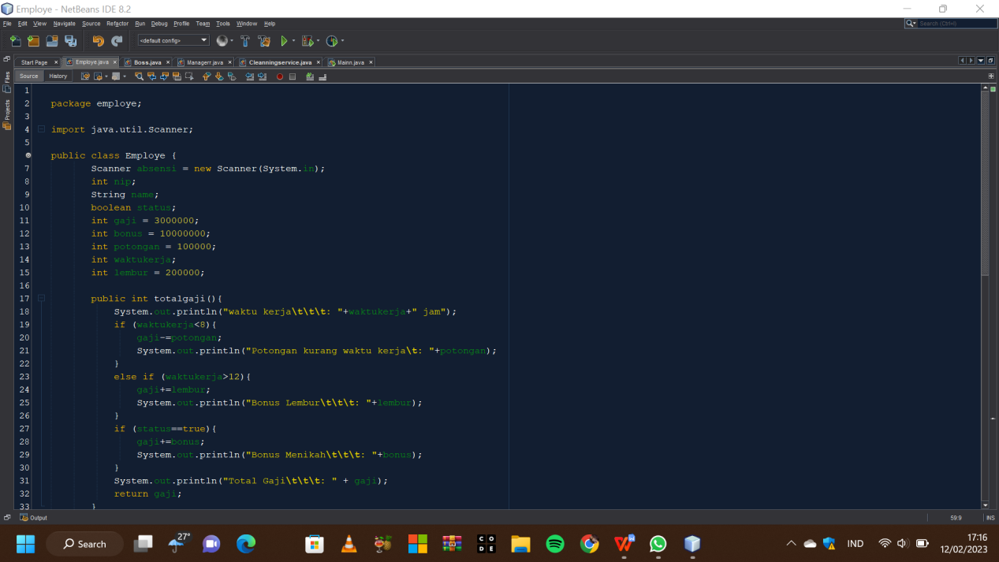 Employe - NetBeans IDE 8.2
File Edit View Navigate Source Refactor Run Debug Profile Team Tools Window Help
Search (Ctrl+I)
<default config>
Start Page Employe.java Boss.java Managerr.java Cleanningservice.java Mainn.java
Source History
Files
Projects
1
2 package employe;
3
4 import java.util.Scanner;
5
public class Employe {
7 Scanner absensi = new Scanner(System.in);
8 int nip;
9 String name;
10 boolean status;
11 int gaji = 3000000;
12 int bonus = 10000000;
13 int potongan = 100000;
14 int waktukerja;
15 int lembur = 200000;
16
17 public int totalgaji(){
18 System.out.println("waktu kerja\t\t\t: "+waktukerja+" jam");
19 if (waktukerja<8){
20 gaji-=potongan;
21 System.out.println("Potongan kurang waktu kerja\t: "+potongan);
22 }
23 else if (waktukerja>12){
24 gaji+=lembur;
25 System.out.println("Bonus Lembur\t\t\t: "+lembur);
26 }
27 if (status==true){
28 gaji+=bonus;
29 System.out.println("Bonus Menikah\t\t\t: "+bonus);
30 }
31 System.out.println("Total Gaji\t\t\t: " + gaji);
32 return gaji;
33 }
Output
59:9 INS
Search
27°
CODE
IND
17:16
12/02/2023